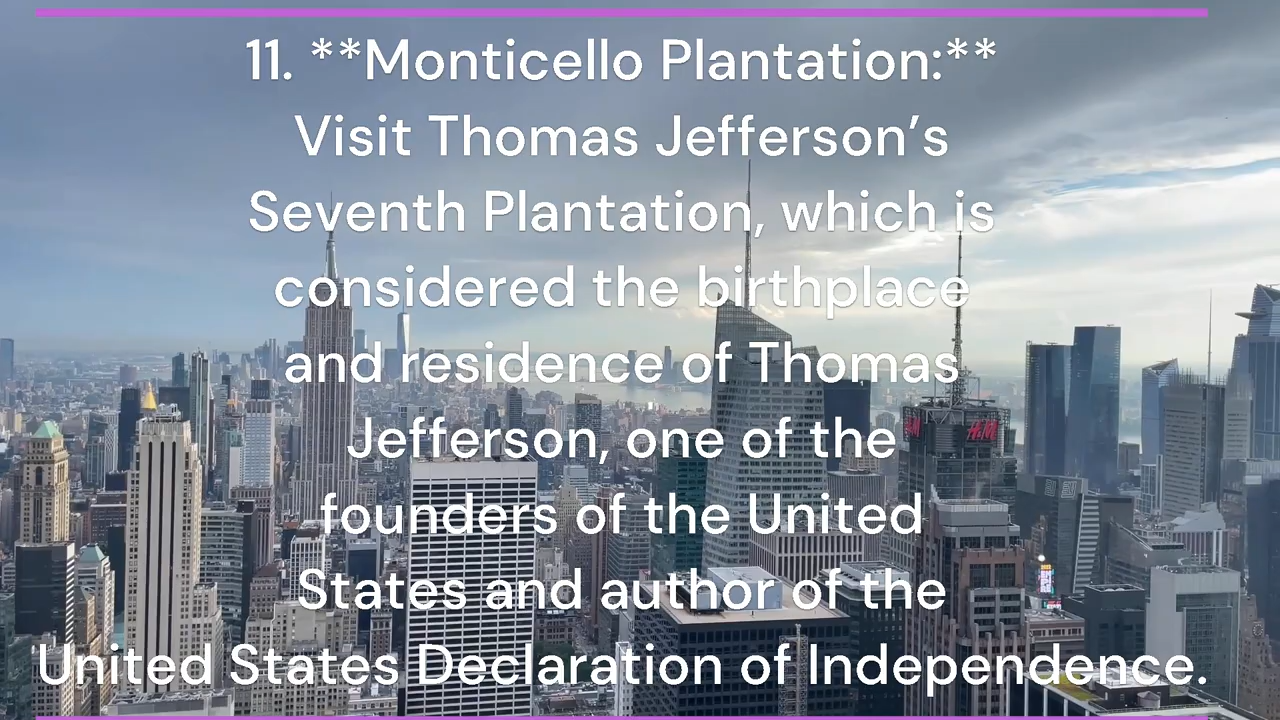 11. **Monticello Plantation:**
Visit Thomas Jefferson’s
Seventh Plantation, which is
considered the birthplace
and residence of Thomas
Jefferson, one of the
founders of the United
States and author of the
United States Declaration of Independence.
H&M
H&M